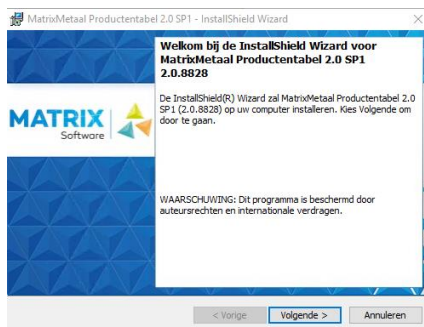 MatrixMetaal Productentabel 2.0 SP1 - InstallShield Wizard
Welkom bij de InstallShield Wizard voor
MatrixMetaal Productentabel 2.0 SP1
2.0.8828
De InstallShield(R) Wizard zal MatrixMetaal Productentabel 2.0
SP1 (2.0.8828) op uw computer installeren. Kies Volgende om
door te gaan.
MATRIX
Software
WAARSCHUWING: Dit programma is beschermd door
auteursrechten en internationale verdragen.
< Vorige
Volgende >
Annuleren